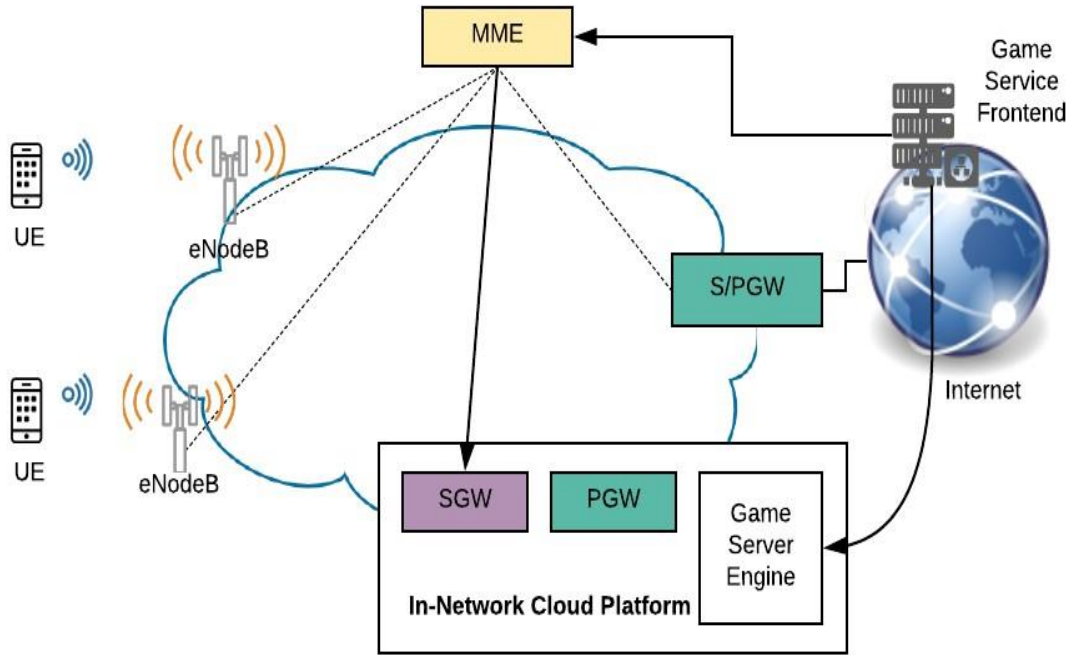 MME
Game
Service
Frontend
UE
eNodeB
S/PGW
UE
eNodeB
Internet
SGW
PGW
Game
Server
Engine
In-Network Cloud Platform